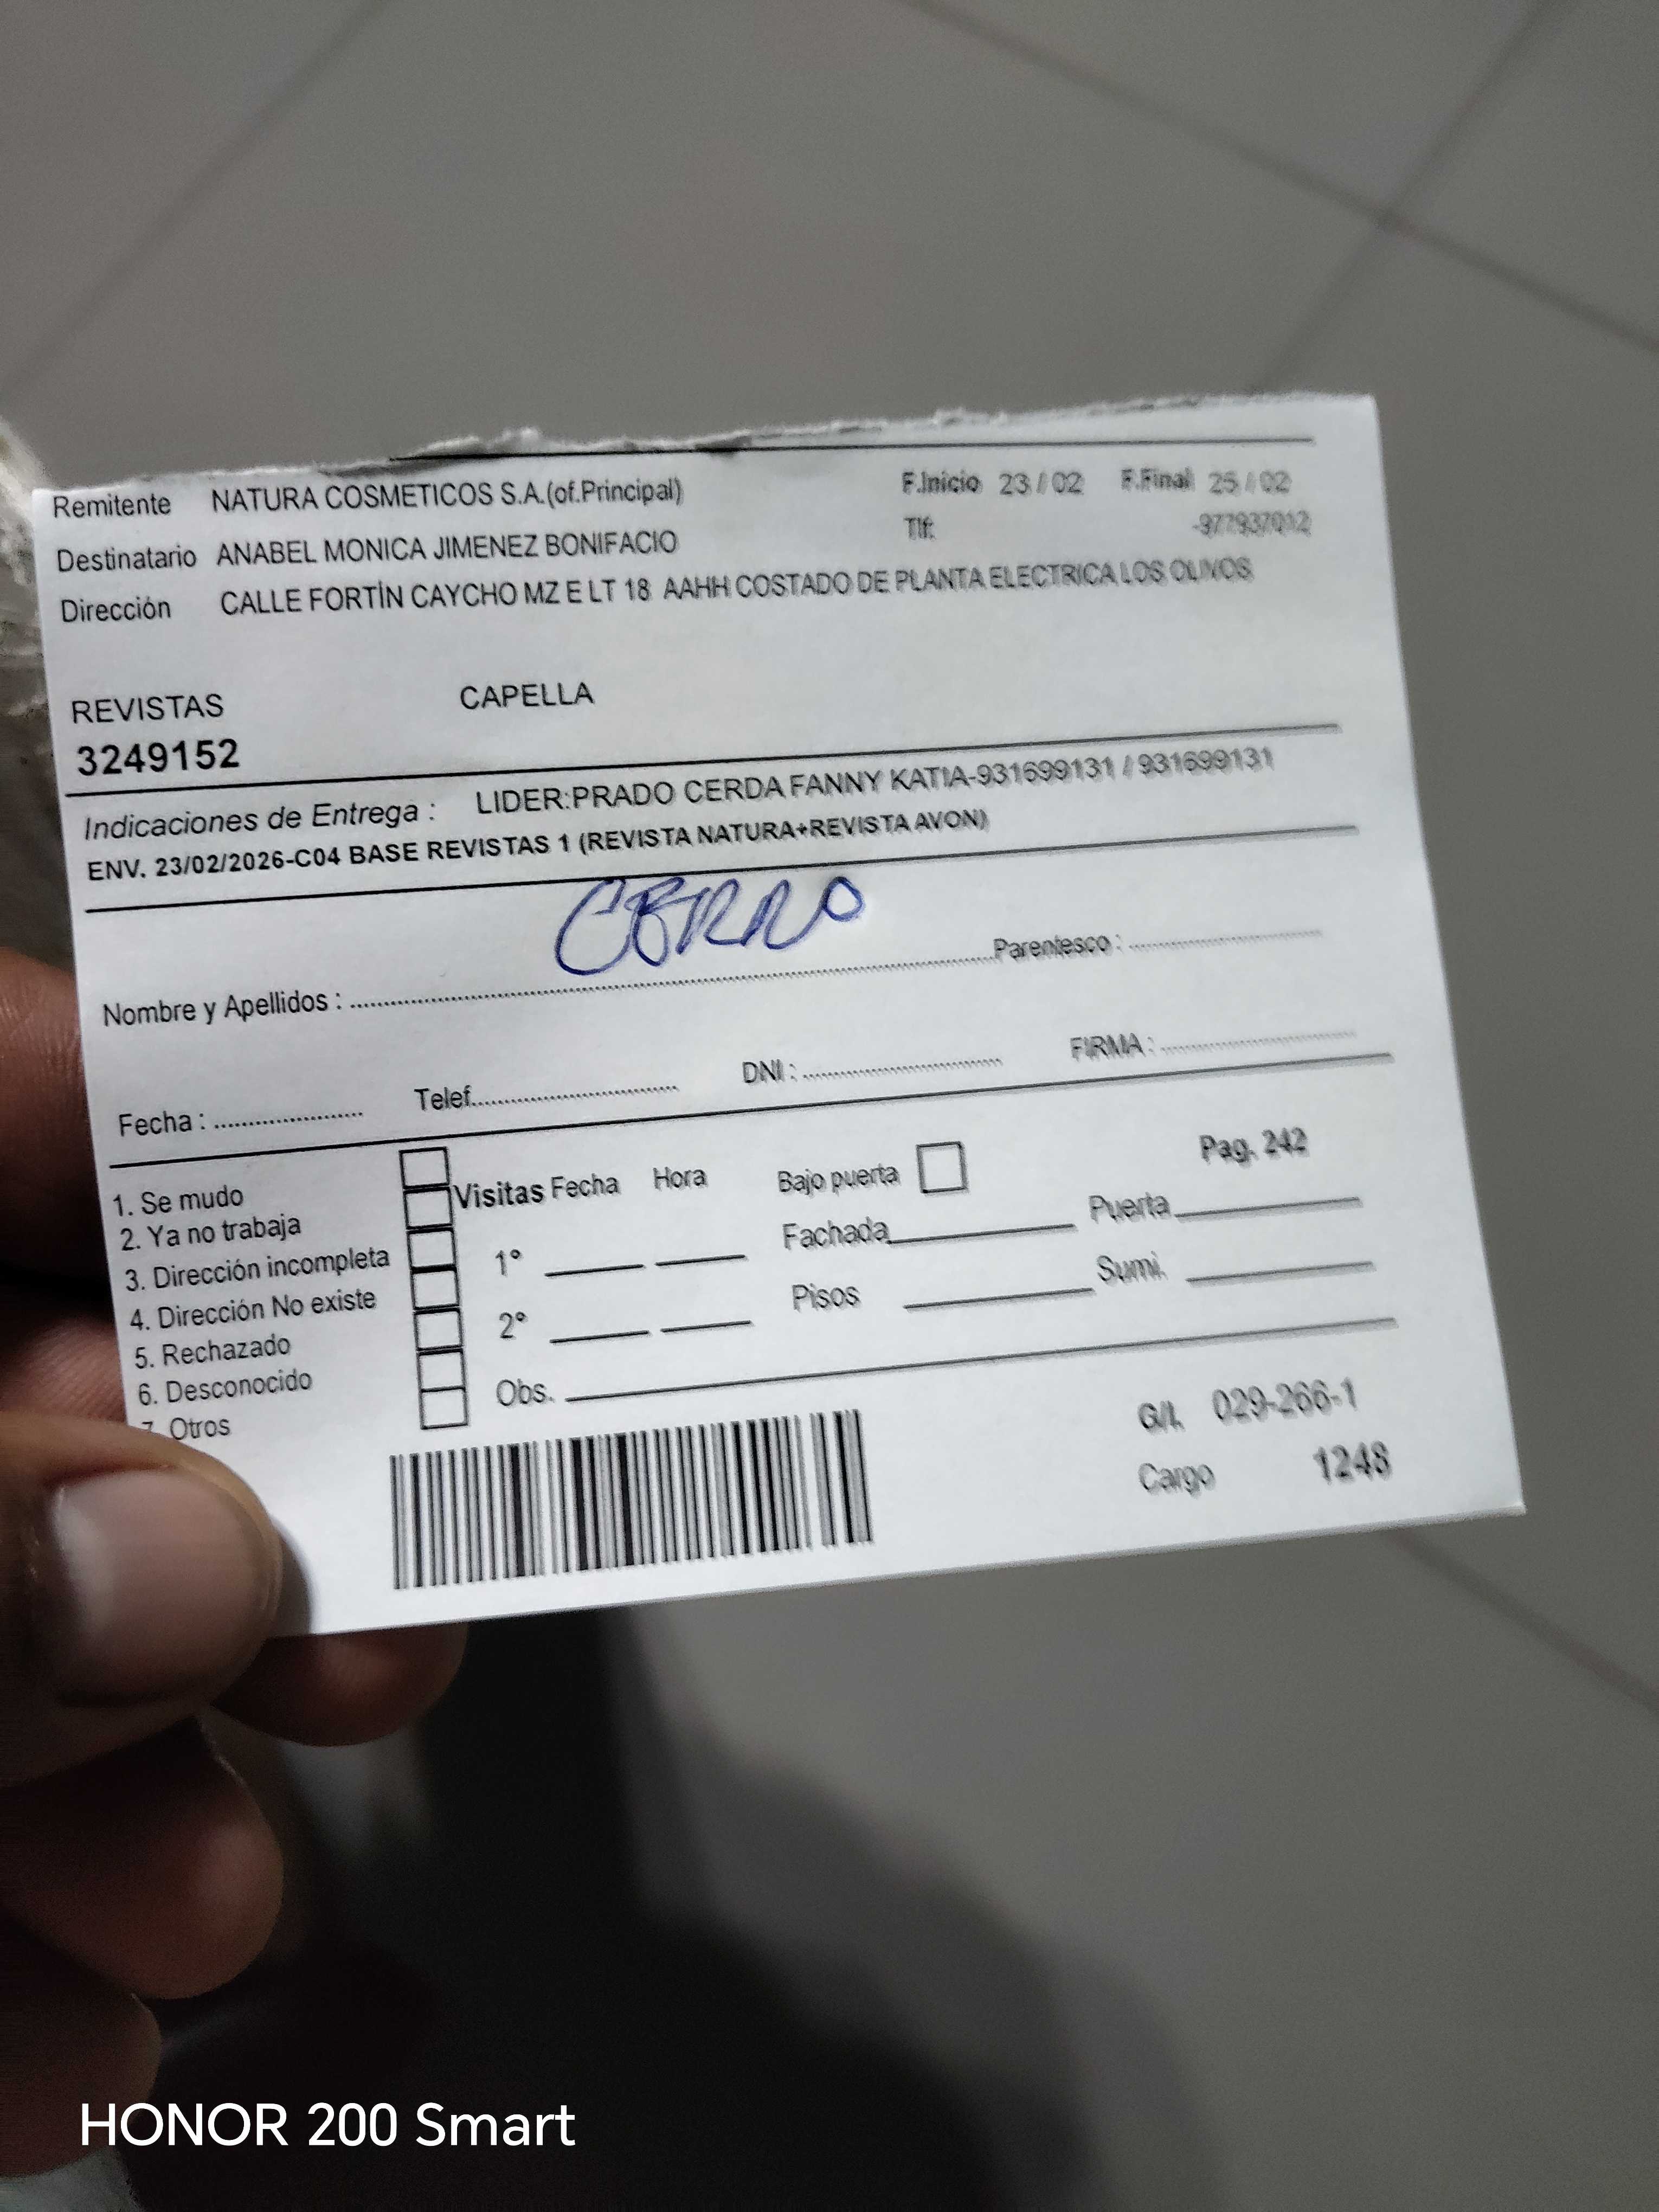 Remitente NATURA COSMETICOS S.A.(of.Principal) F.Inicio 23 / 02 F.Final 25 / 02
Destinatario ANABEL MONICA JIMENEZ BONIFACIO Tlf: -977937012
Dirección CALLE FORTÍN CAYCHO MZ E LT 18 AAHH COSTADO DE PLANTA ELECTRICA LOS OLIVOS
REVISTAS CAPELLA
3249152
Indicaciones de Entrega : LIDER:PRADO CERDA FANNY KATIA-931699131 / 931699131
ENV. 23/02/2026-C04 BASE REVISTAS 1 (REVISTA NATURA+REVISTA AVON)
CERRO
Nombre y Apellidos : Parentesco :
Fecha : Telef. DNI : FIRMA :
Pag. 242
1. Se mudo
2. Ya no trabaja
3. Dirección incompleta
4. Dirección No existe
5. Rechazado
6. Desconocido
7. Otros
Visitas Fecha Hora Bajo puerta
1° Fachada Puerta
2° Pisos Sumi.
Obs.
G/I. 029-266-1
Cargo 1248
HONOR 200 Smart